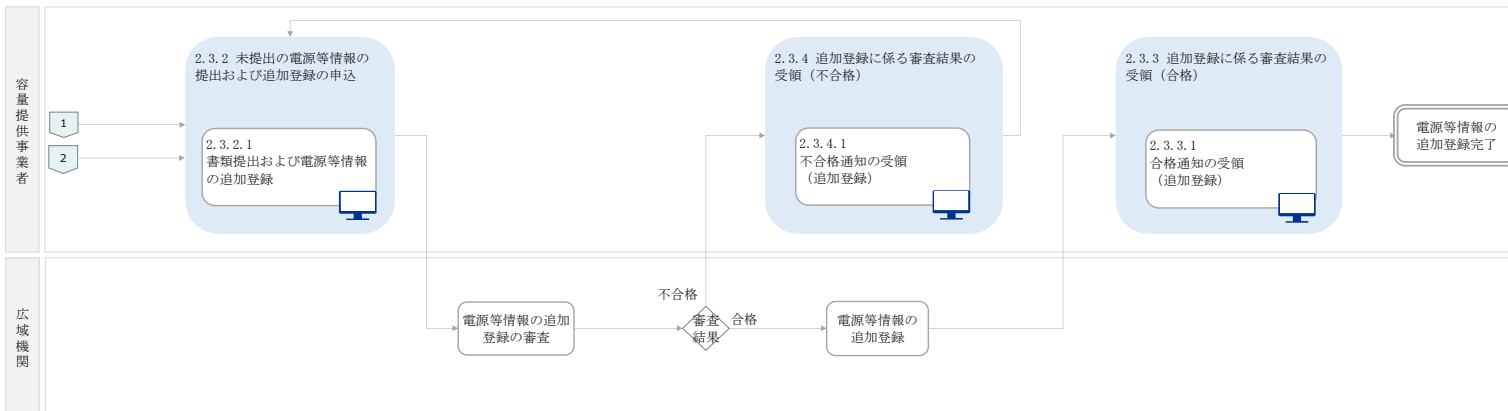 容量提供事業者
1
2
2.3.2 未提出の電源等情報の
提出および追加登録の申込
2.3.2.1
書類提出および電源等情報
の追加登録
2.3.4 追加登録に係る審査結果の
受領（不合格）
2.3.4.1
不合格通知の受領
（追加登録）
2.3.3 追加登録に係る審査結果の
受領（合格）
2.3.3.1
合格通知の受領
（追加登録）
電源等情報の
追加登録完了
広域機関
電源等情報の追加
登録の審査
不合格
審査
結果
合格
電源等情報の
追加登録